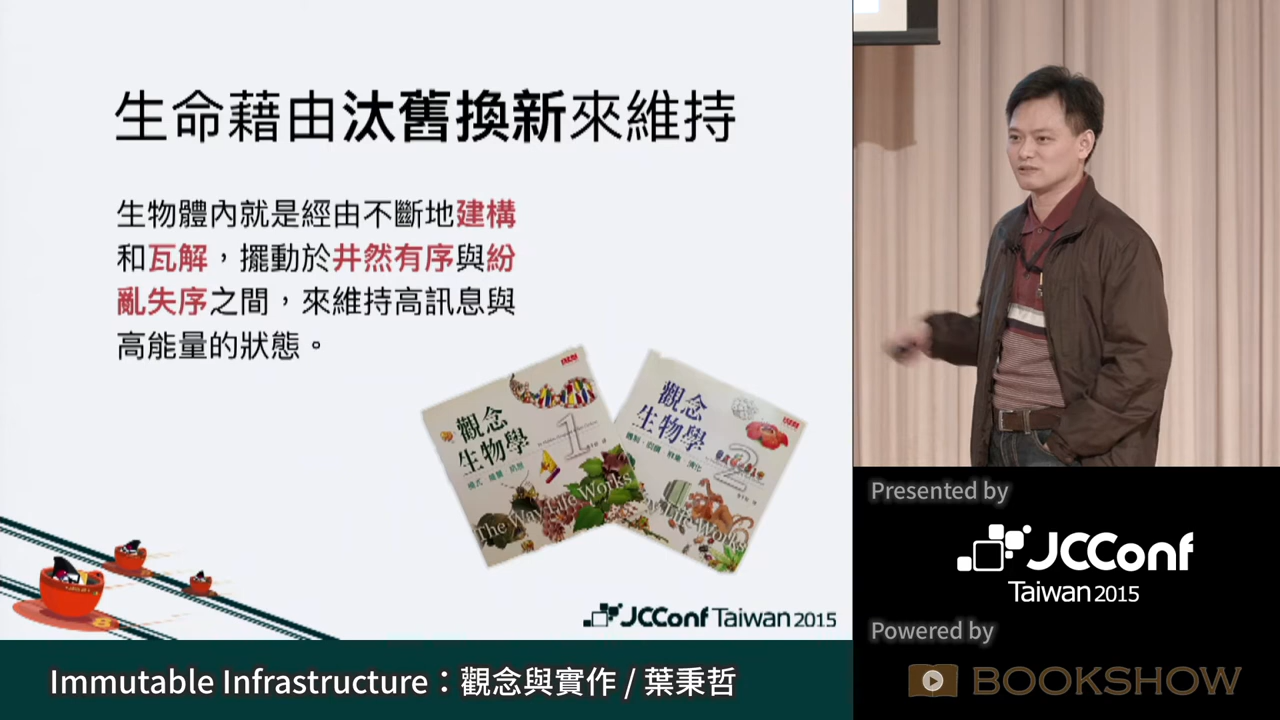 生命藉由汰舊換新來維持
生物體內就是經由不斷地建構
和瓦解，擺動於井然有序與紛
亂失序之間，來維持高訊息與
高能量的狀態。
觀念
生物學
1
The Way Life Works
觀念
生物學
2
Way Life Works
JCConf Taiwan 2015
Immutable Infrastructure：觀念與實作 / 葉秉哲
Presented by
JCConf
Taiwan 2015
Powered by
BOOKSHOW